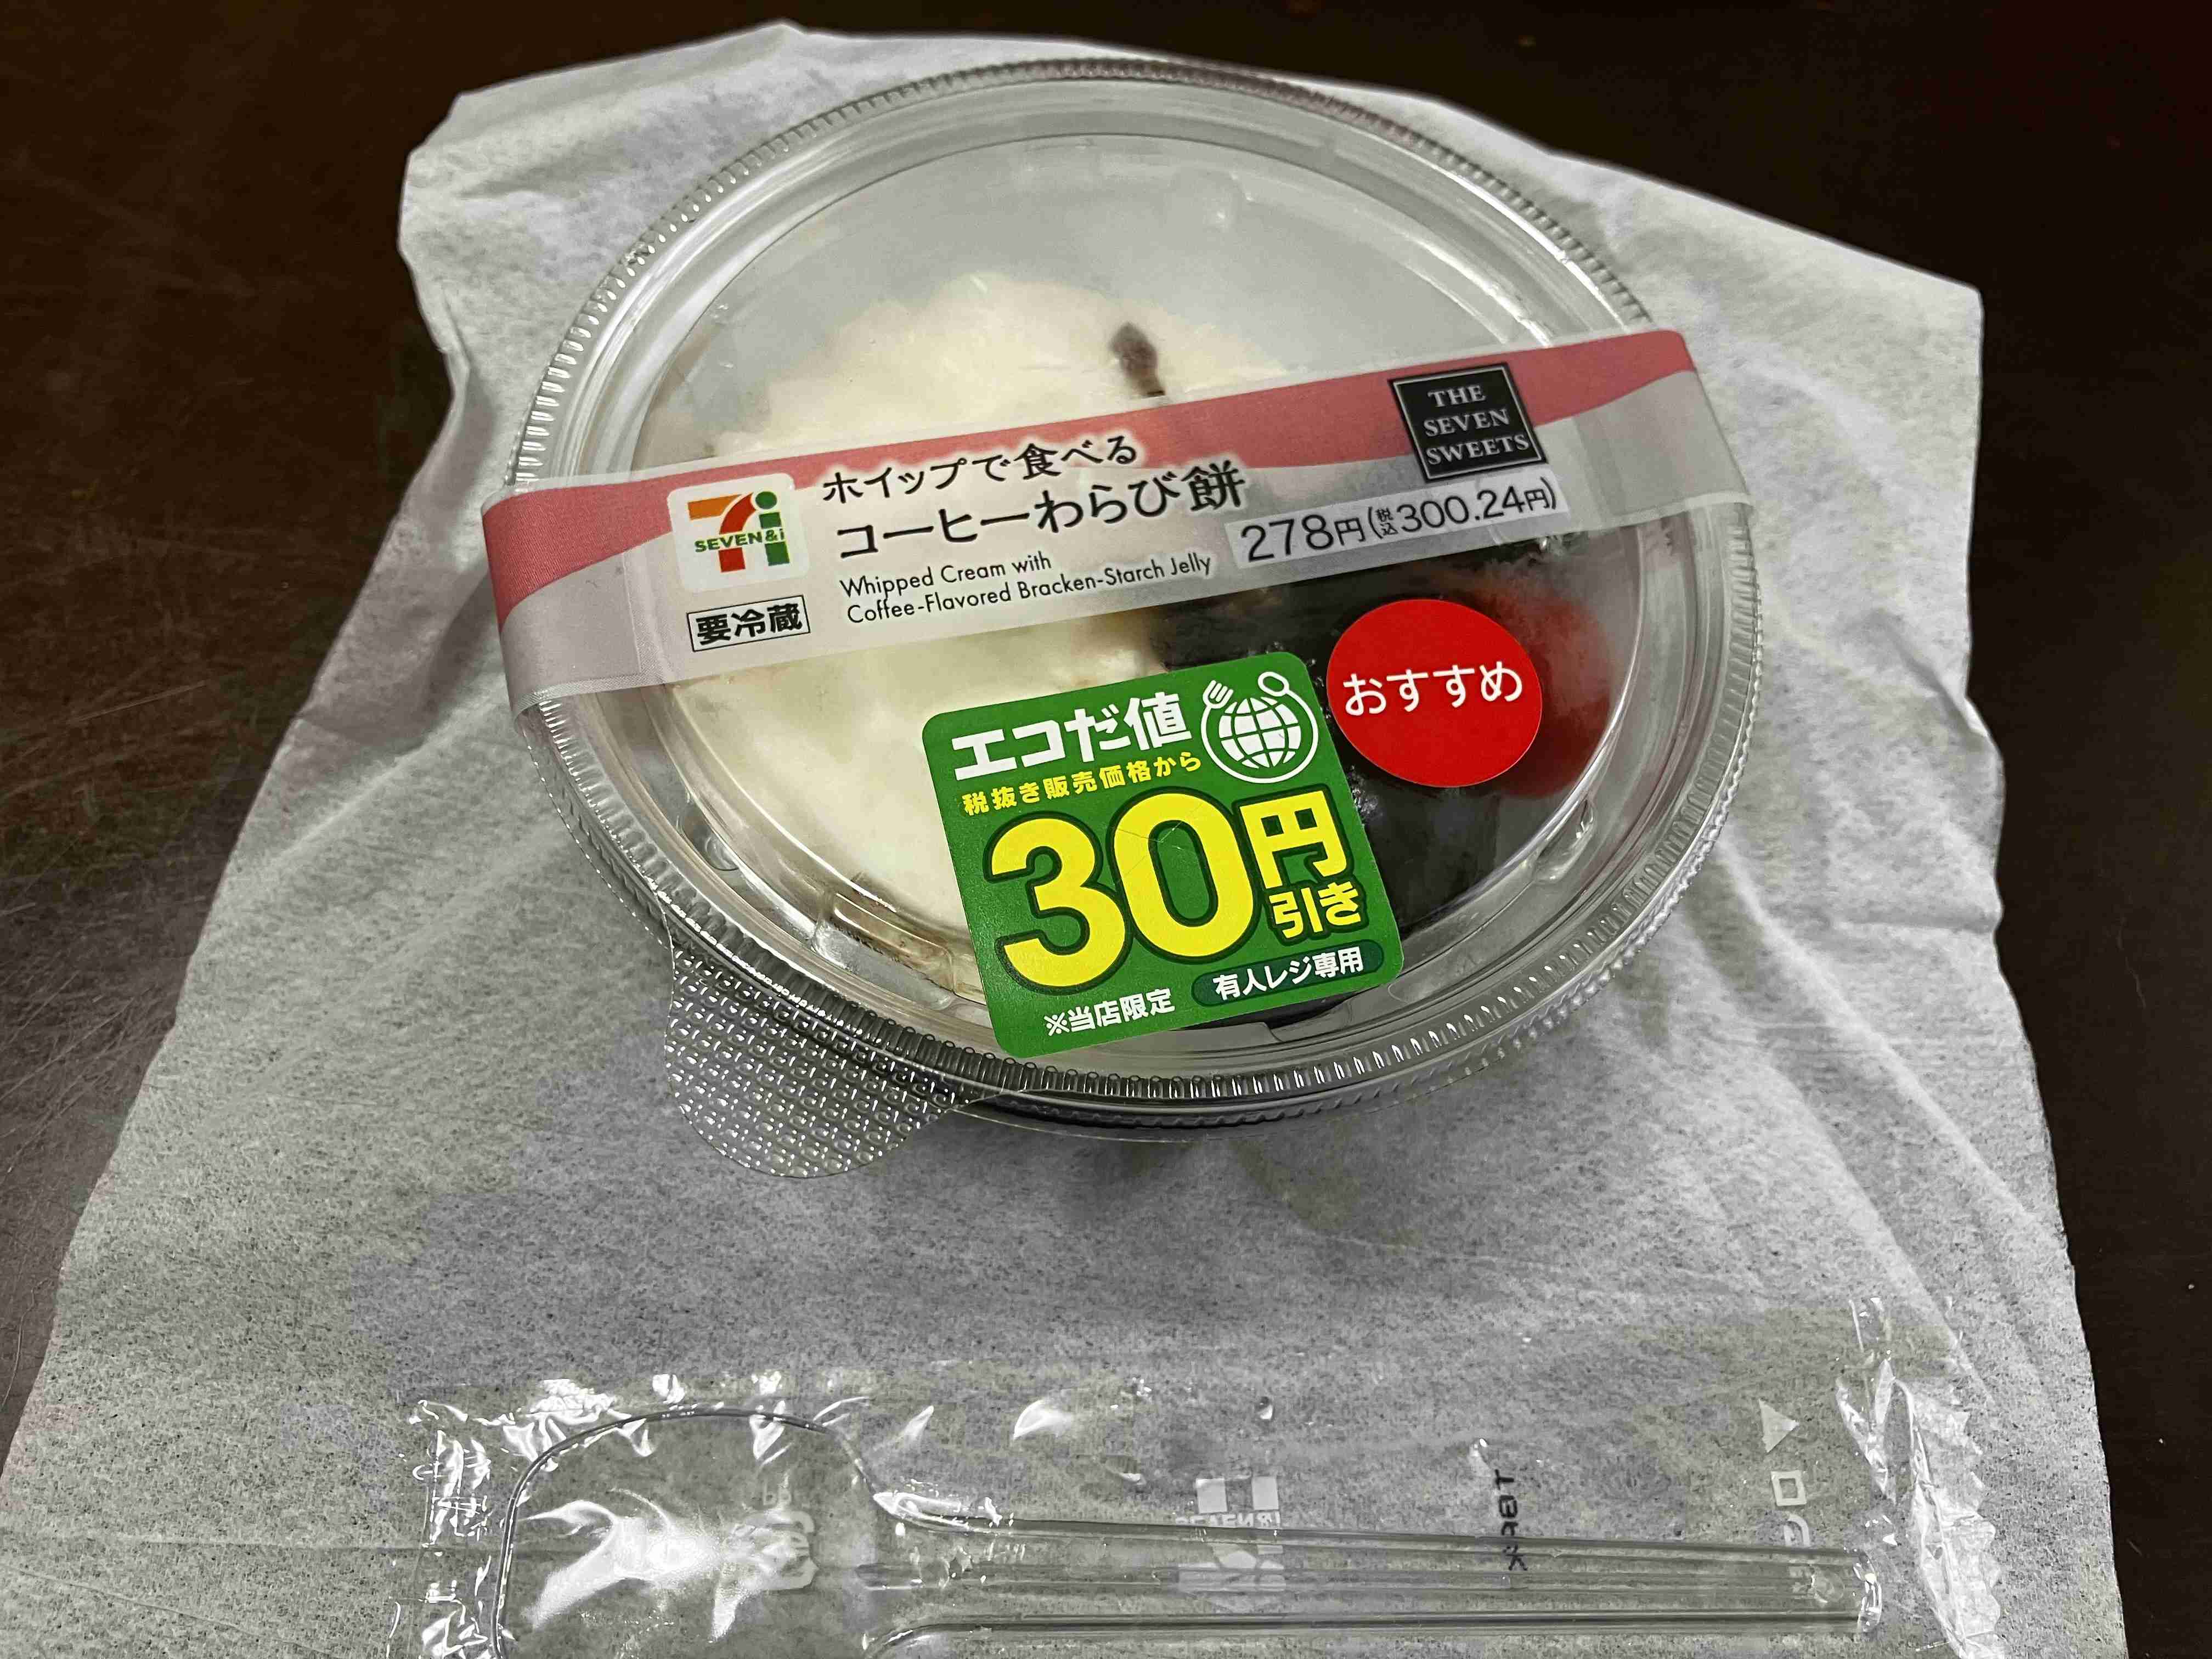 THE
SEVEN
SWEETS
ホイップで食べる
コーヒーわらび餅
278円(税込300.24円)
SEVEN&i
Whipped Cream with
Coffee-Flavored Bracken-Starch Jelly
要冷蔵
おすすめ
エコだ値
税抜き販売価格から
30円引き
※当店限定
有人レジ専用